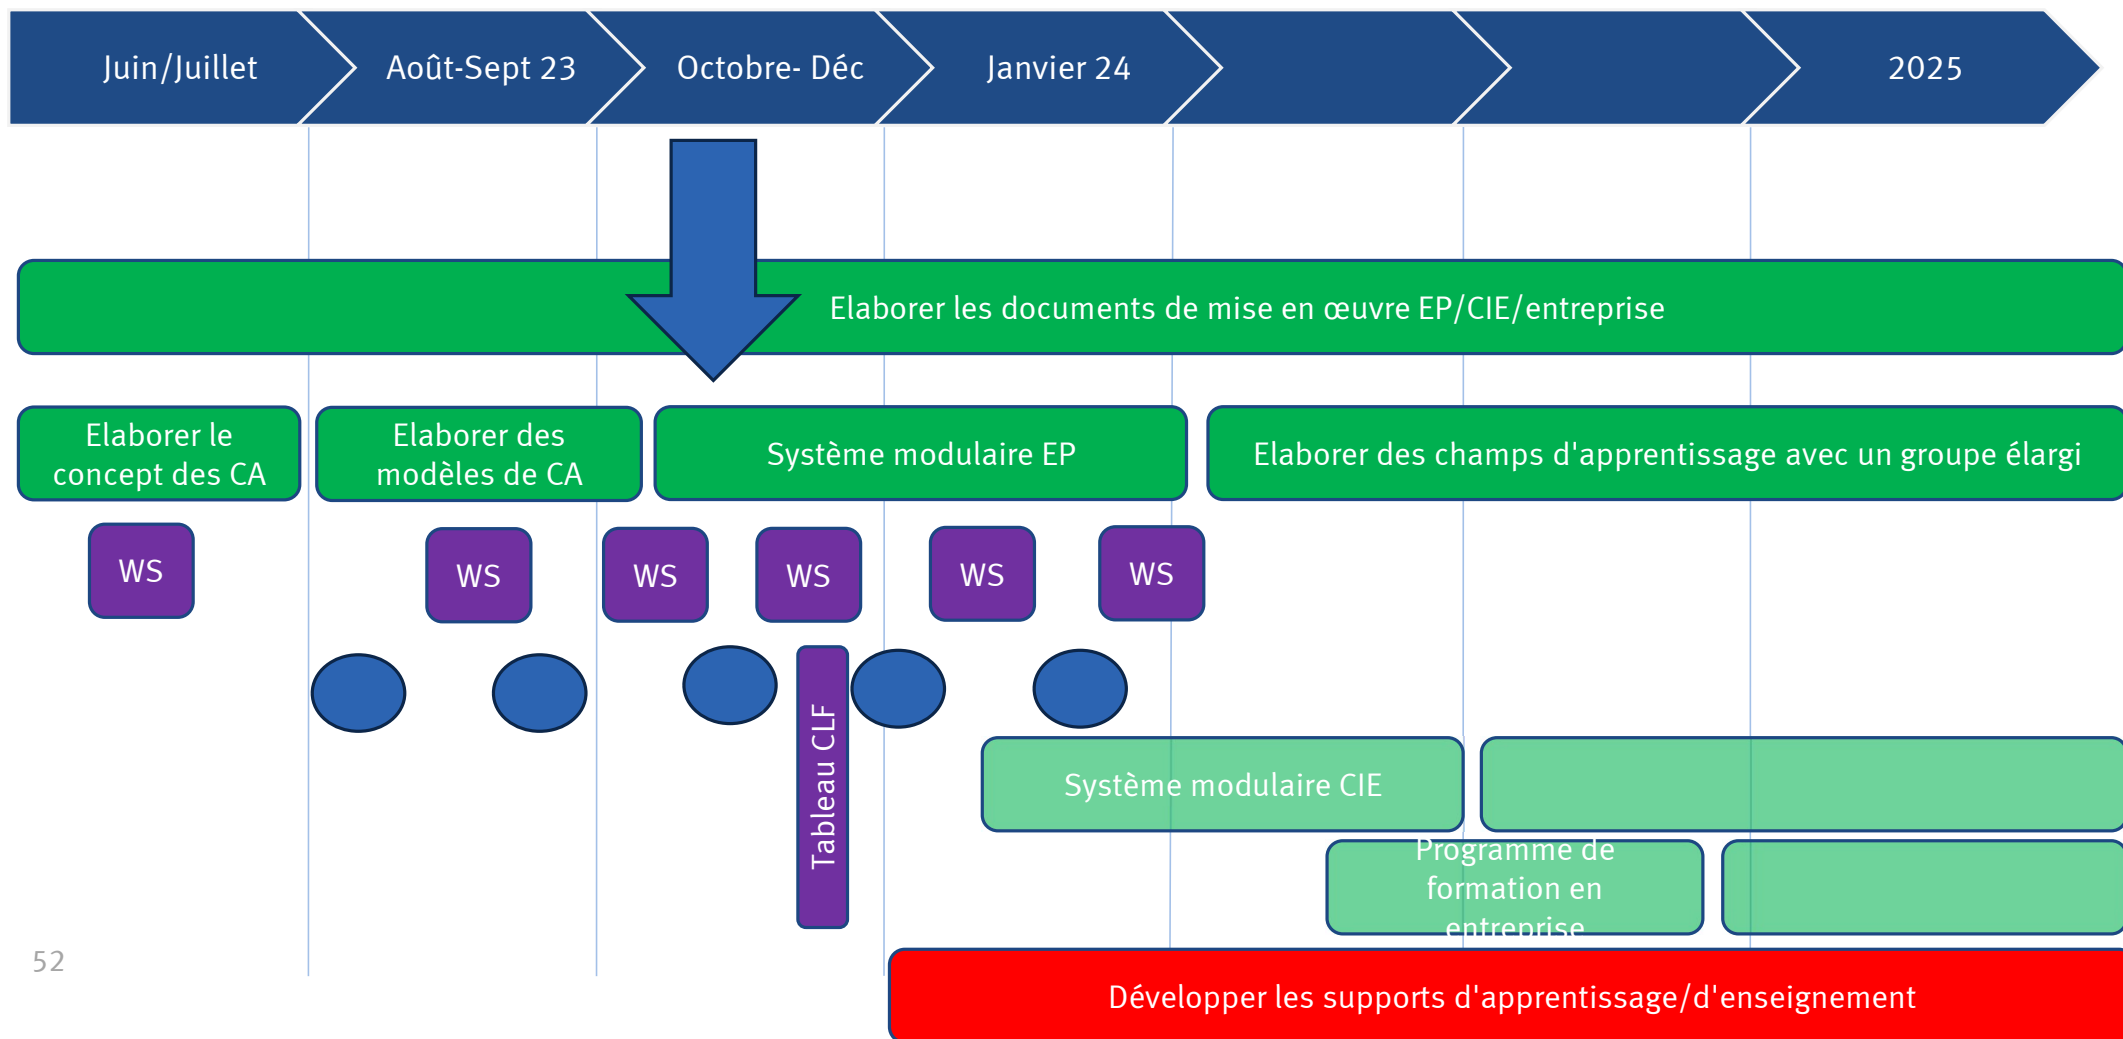 Juin/Juillet
Août-Sept 23
Octobre- Déc
Janvier 24
2025
Elaborer les documents de mise en œuvre EP/CIE/entreprise
Elaborer le
concept des CA
Elaborer des
modèles de CA
Système modulaire EP
Elaborer des champs d'apprentissage avec un groupe élargi
WS
WS
WS
WS
WS
WS
Tableau CLF
Système modulaire CIE
Programme de
formation en
entreprise
52
Développer les supports d'apprentissage/d'enseignement